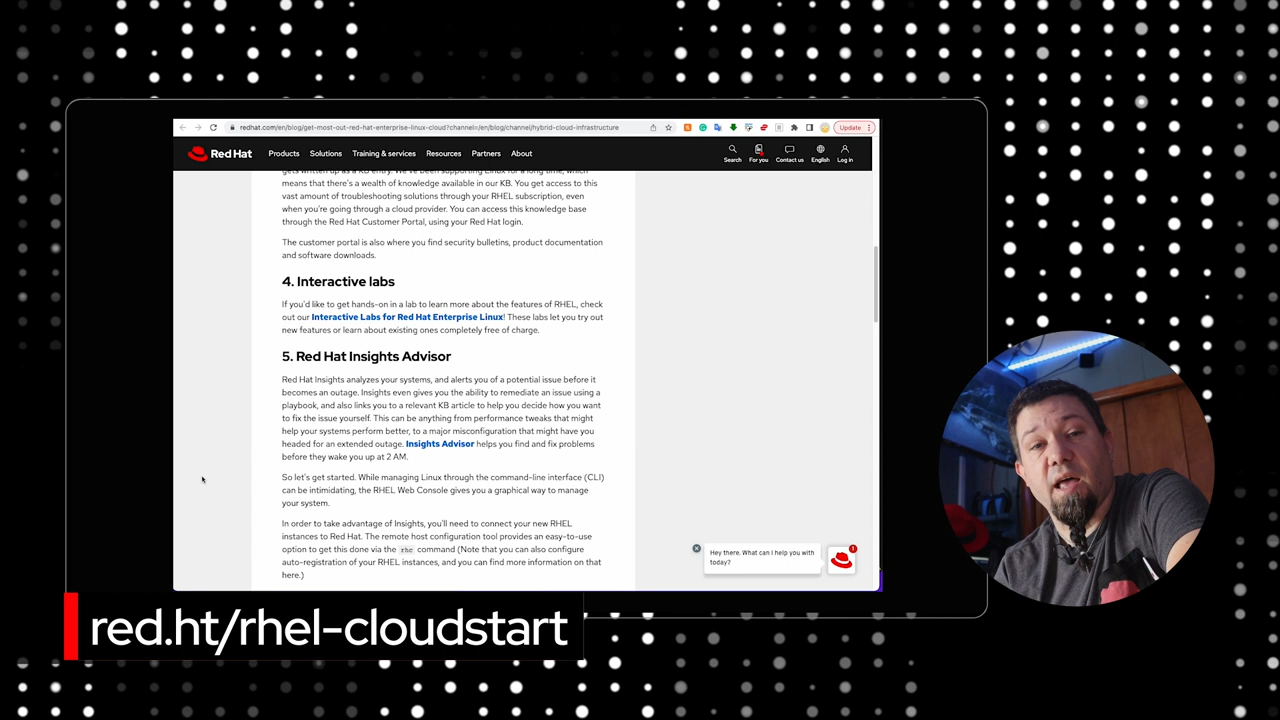 redhat.com/en/blog/get-most-out-red-hat-enterprise-linux-cloud?channel=/en/blog/channel/hybrid-cloud-infrastructure
Update
Red Hat
Products Solutions Training & services Resources Partners About
Search For you Contact us English Log in
gets written up as a KB entry. We've been supporting Linux for a long time, which
means that there's a wealth of knowledge available in our KB. You get access to this
vast amount of troubleshooting solutions through your RHEL subscription, even
when you're going through a cloud provider. You can access this knowledge base
through the Red Hat Customer Portal, using your Red Hat login.
The customer portal is also where you find security bulletins, product documentation
and software downloads.
4. Interactive labs
If you'd like to get hands-on in a lab to learn more about the features of RHEL, check
out our Interactive Labs for Red Hat Enterprise Linux! These labs let you try out
new features or learn about existing ones completely free of charge.
5. Red Hat Insights Advisor
Red Hat Insights analyzes your systems, and alerts you of a potential issue before it
becomes an outage. Insights even gives you the ability to remediate an issue using a
playbook, and also links you to a relevant KB article to help you decide how you want
to fix the issue yourself. This can be anything from performance tweaks that might
help your systems perform better, to a major misconfiguration that might have you
headed for an extended outage. Insights Advisor helps you find and fix problems
before they wake you up at 2 AM.
So let's get started. While managing Linux through the command-line interface (CLI)
can be intimidating, the RHEL Web Console gives you a graphical way to manage
your system.
In order to take advantage of Insights, you'll need to connect your new RHEL
instances to Red Hat. The remote host configuration tool provides an easy-to-use
option to get this done via the rhc command (Note that you can also configure
auto-registration of your RHEL instances, and you can find more information on that
here.)
Hey there. What can I help you with
today?
1
red.ht/rhel-cloudstart